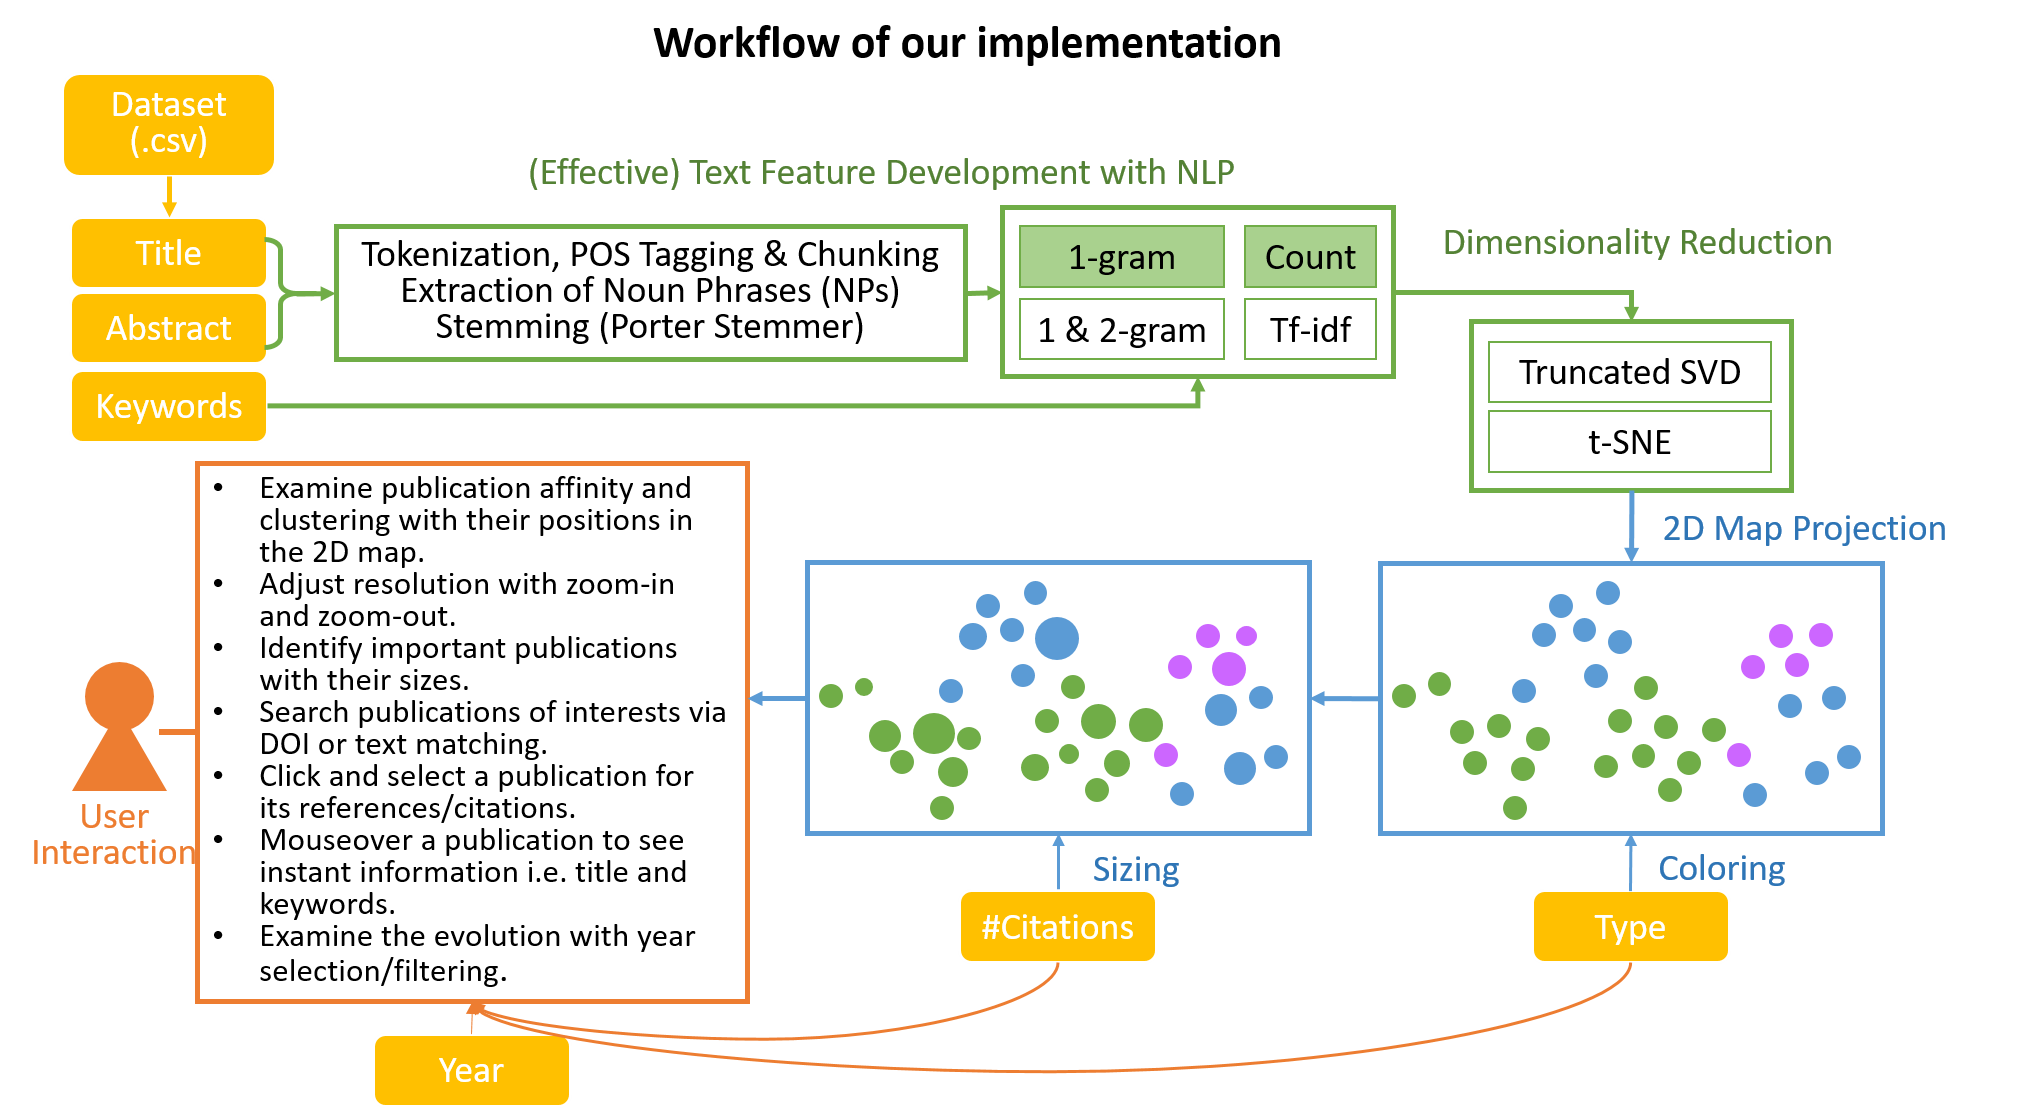 Workflow of our implementation
Dataset
(.csv)
(Effective) Text Feature Development with NLP
Title
Abstract
Keywords
Tokenization, POS Tagging & Chunking
Extraction of Noun Phrases (NPs)
Stemming (Porter Stemmer)
1-gram
Count
1 & 2-gram
Tf-idf
Dimensionality Reduction
Truncated SVD
t-SNE
2D Map Projection
• Examine publication affinity and
clustering with their positions in
the 2D map.
• Adjust resolution with zoom-in
and zoom-out.
• Identify important publications
with their sizes.
• Search publications of interests via
DOI or text matching.
• Click and select a publication for
its references/citations.
• Mouseover a publication to see
instant information i.e. title and
keywords.
• Examine the evolution with year
selection/filtering.
User
Interaction
Sizing
Coloring
#Citations
Type
Year